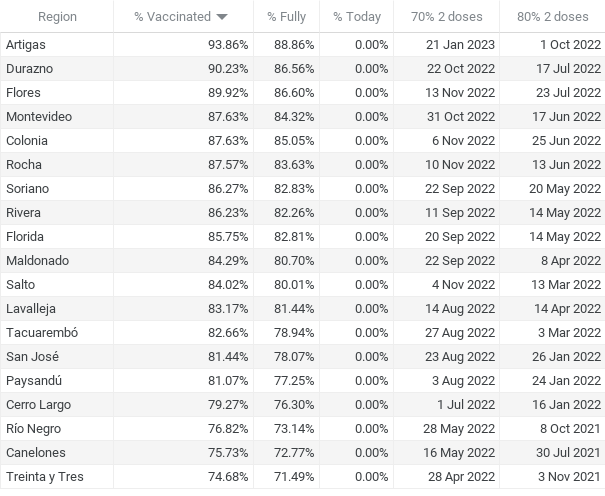 Region % Vaccinated % Fully % Today 70% 2 doses 80% 2 doses
Artigas 93.86% 88.86% 0.00% 21 Jan 2023 1 Oct 2022
Durazno 90.23% 86.56% 0.00% 22 Oct 2022 17 Jul 2022
Flores 89.92% 86.60% 0.00% 13 Nov 2022 23 Jul 2022
Montevideo 87.63% 84.32% 0.00% 31 Oct 2022 17 Jun 2022
Colonia 87.63% 85.05% 0.00% 6 Nov 2022 25 Jun 2022
Rocha 87.57% 83.63% 0.00% 10 Nov 2022 13 Jun 2022
Soriano 86.27% 82.83% 0.00% 22 Sep 2022 20 May 2022
Rivera 86.23% 82.26% 0.00% 11 Sep 2022 14 May 2022
Florida 85.75% 82.81% 0.00% 20 Sep 2022 14 May 2022
Maldonado 84.29% 80.70% 0.00% 22 Sep 2022 8 Apr 2022
Salto 84.02% 80.01% 0.00% 4 Nov 2022 13 Mar 2022
Lavalleja 83.17% 81.44% 0.00% 14 Aug 2022 14 Apr 2022
Tacuarembó 82.66% 78.94% 0.00% 27 Aug 2022 3 Mar 2022
San José 81.44% 78.07% 0.00% 23 Aug 2022 26 Jan 2022
Paysandú 81.07% 77.25% 0.00% 3 Aug 2022 24 Jan 2022
Cerro Largo 79.27% 76.30% 0.00% 1 Jul 2022 16 Jan 2022
Río Negro 76.82% 73.14% 0.00% 28 May 2022 8 Oct 2021
Canelones 75.73% 72.77% 0.00% 16 May 2022 30 Jul 2021
Treinta y Tres 74.68% 71.49% 0.00% 28 Apr 2022 3 Nov 2021